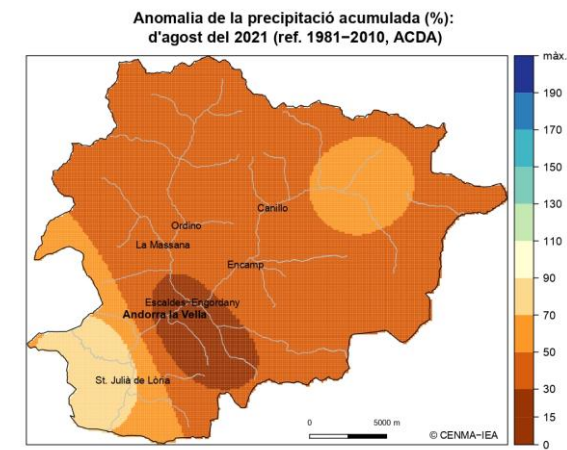 Anomalia de la precipitació acumulada (%):
d'agost del 2021 (ref. 1981−2010, ACDA)
màx.
190
170
150
130
110
90
70
50
30
15
0
Canillo
Ordino
La Massana
Encamp
Escaldes−Engordany
Andorra la Vella
St. Julià de Lòria
0 5000 m
© CENMA−IEA